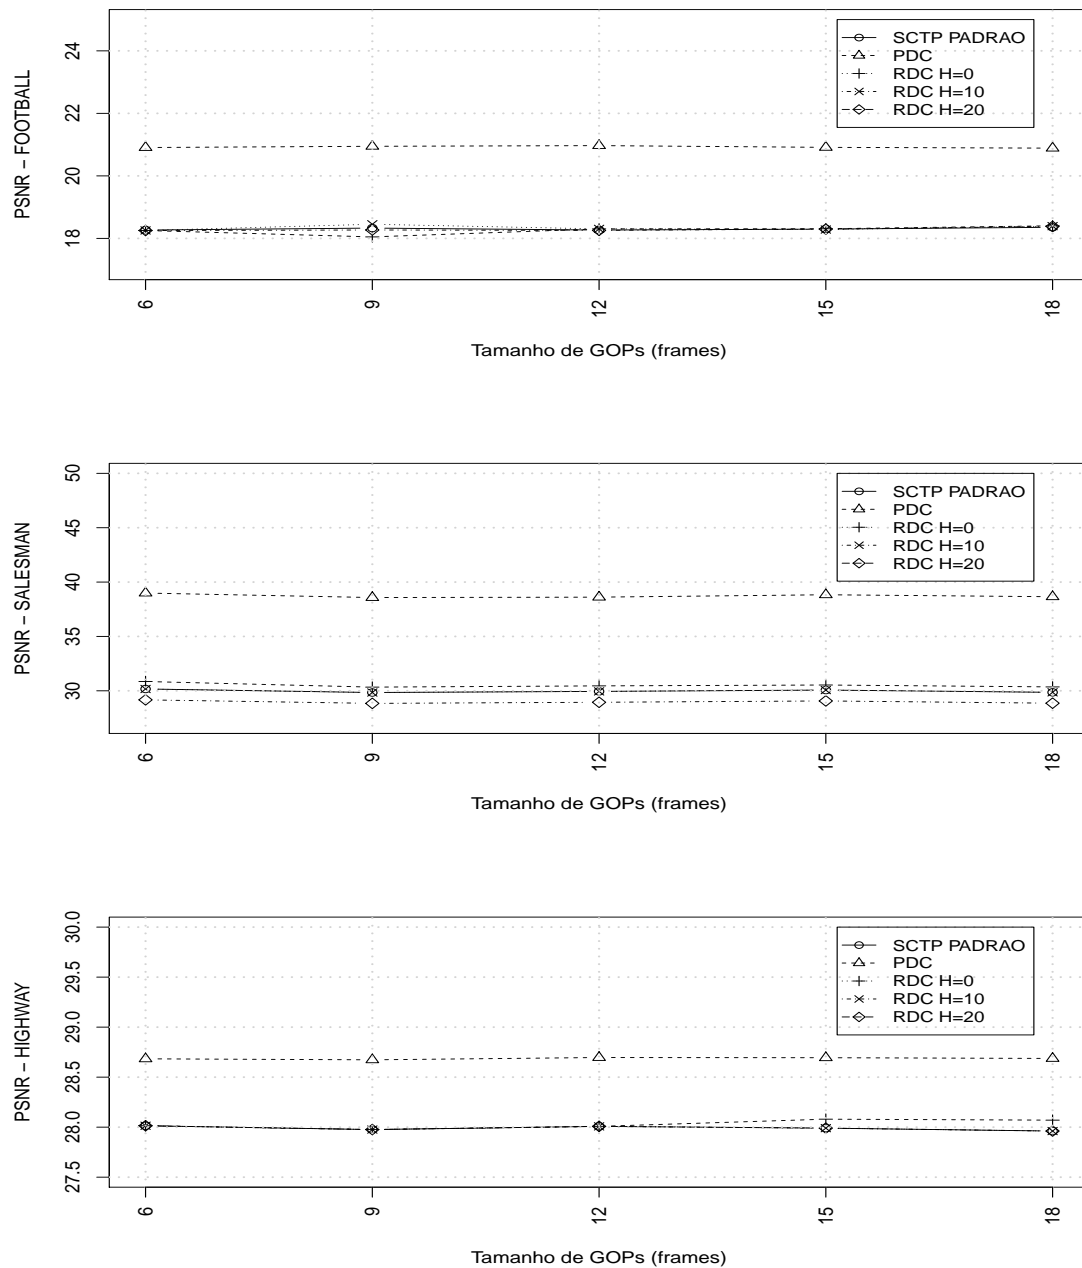 PSNR – FOOTBALL
24
22
20
18
SCTP PADRAO
PDC
RDC H=0
RDC H=10
RDC H=20
6 9 12 15 18
Tamanho de GOPs (frames)
PSNR – SALESMAN
50
45
40
35
30
SCTP PADRAO
PDC
RDC H=0
RDC H=10
RDC H=20
6 9 12 15 18
Tamanho de GOPs (frames)
PSNR – HIGHWAY
30.0
29.5
29.0
28.5
28.0
27.5
SCTP PADRAO
PDC
RDC H=0
RDC H=10
RDC H=20
6 9 12 15 18
Tamanho de GOPs (frames)